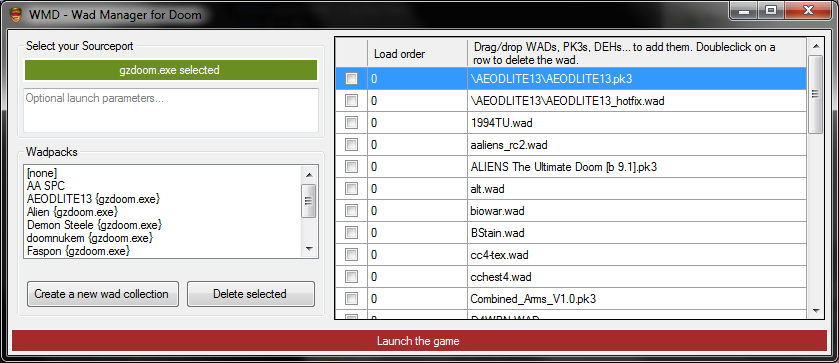 WMD - Wad Manager for Doom
Select your Sourceport
gzdoom.exe selected
Optional launch parameters...
Wadpacks
[none]
AA SPC
AEODLITE13 {gzdoom.exe}
Alien {gzdoom.exe}
Demon Steele {gzdoom.exe}
doomnukem {gzdoom.exe}
Faspon {gzdoom.exe}
Create a new wad collection
Delete selected
Load order
Drag/drop WADs, PK3s, DEHs... to add them. Doubleclick on a
row to delete the wad.
0 \AEODLITE13\AEODLITE13.pk3
0 \AEODLITE13\AEODLITE13_hotfix.wad
0 1994TU.wad
0 aaliens_rc2.wad
0 ALIENS The Ultimate Doom [b 9.1].pk3
0 alt.wad
0 biowar.wad
0 BStain.wad
0 cc4-tex.wad
0 cchest4.wad
0 Combined_Arms_V1.0.pk3
Launch the game